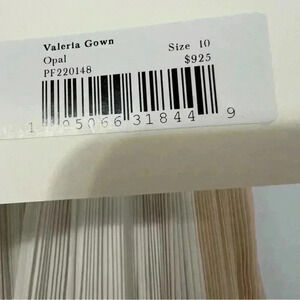 Valeria Gown
Opal Size 10
PF220148 $925
1 95066 31844 9